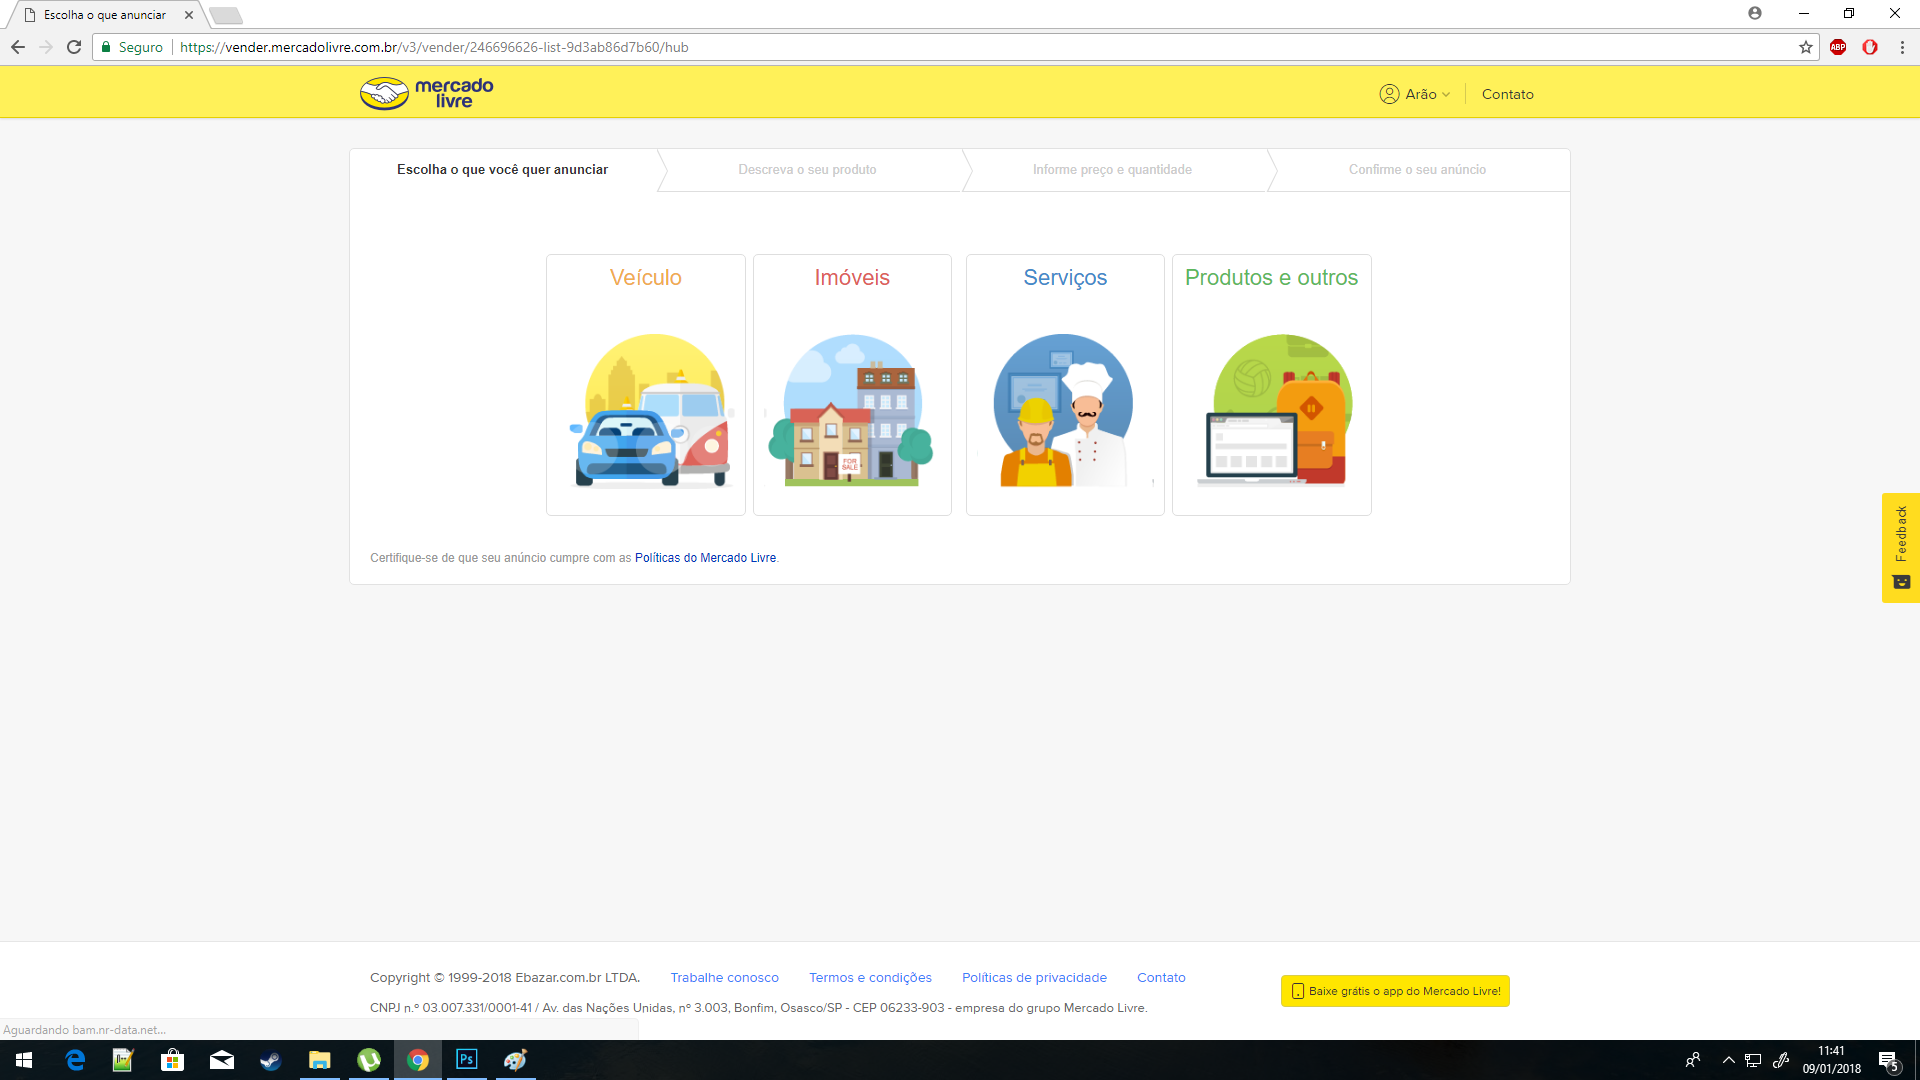 Escolha o que anunciar
Seguro
https://vender.mercadolivre.com.br/v3/vender/246696626-list-9d3ab86d7b60/hub
ABP
mercado
livre
Arão
Contato
Escolha o que você quer anunciar
Descreva o seu produto
Informe preço e quantidade
Confirme o seu anúncio
Veículo
Imóveis
Serviços
Produtos e outros
FOR
SALE
Certifique-se de que seu anúncio cumpre com as Políticas do Mercado Livre.
Feedback
Copyright © 1999-2018 Ebazar.com.br LTDA.
Trabalhe conosco
Termos e condições
Políticas de privacidade
Contato
Baixe grátis o app do Mercado Livre!
CNPJ n.º 03.007.331/0001-41 / Av. das Nações Unidas, nº 3.003, Bonfim, Osasco/SP - CEP 06233-903 - empresa do grupo Mercado Livre.
Aguardando bam.nr-data.net...
Ps
11:41
09/01/2018
5